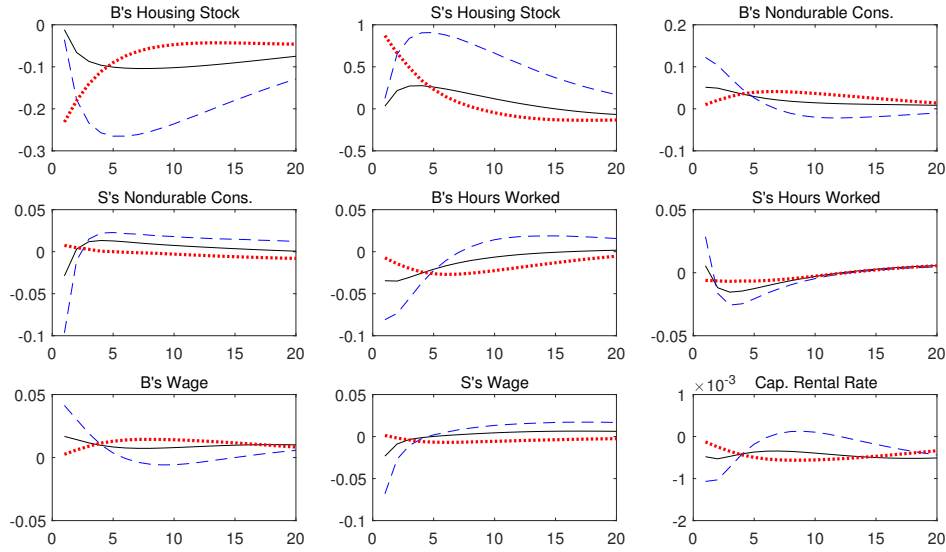 B's Housing Stock
0
-0.1
-0.2
-0.3
0 5 10 15 20
S's Housing Stock
1
0.5
0
-0.5
0 5 10 15 20
B's Nondurable Cons.
0.2
0.1
0
-0.1
0 5 10 15 20
S's Nondurable Cons.
0.05
0
-0.05
-0.1
0 5 10 15 20
B's Hours Worked
0.05
0
-0.05
-0.1
0 5 10 15 20
S's Hours Worked
0.05
0
-0.05
0 5 10 15 20
B's Wage
0.05
0
-0.05
0 5 10 15 20
S's Wage
0.05
0
-0.05
-0.1
0 5 10 15 20
Cap. Rental Rate
× 10⁻³
1
0
-1
-2
0 5 10 15 20